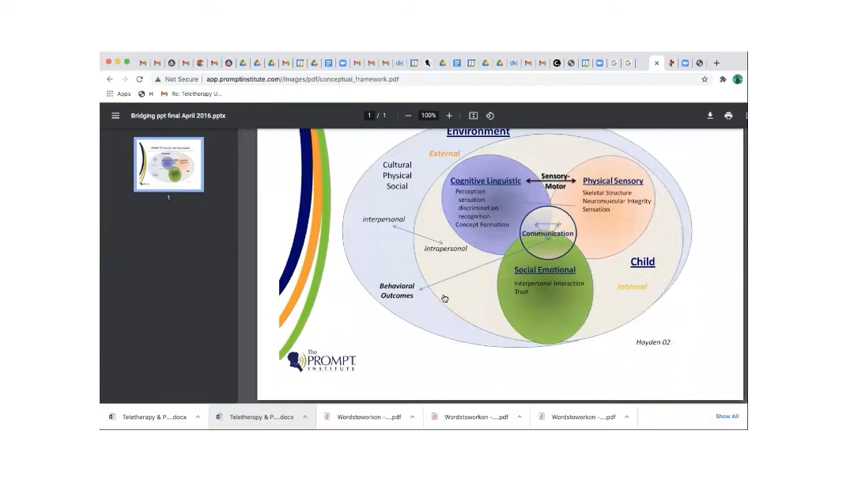 Not Secure | app.promptinstitute.com/images/pdf/conceptual_framework.pdf
Apps
H
Re: Teletherapy U...
Bridging ppt final April 2016.pptx
1 / 1
100%
1
Environment
External
Cultural
Physical
Social
Cognitive Linguistic
Perception
sensation
discrimination
recognition
Concept Formation
Sensory-
Motor
Physical Sensory
Skeletal Structure
Neuromuscular Integrity
Sensation
interpersonal
intrapersonal
Communication
Child
Internal
Social Emotional
Interpersonal Interaction
Trust
Behavioral
Outcomes
Hayden 02
The
PROMPT
INSTITUTE
Teletherapy & P....docx
Teletherapy & P....docx
Wordstoworkon -....pdf
Wordstoworkon -....pdf
Wordstoworkon -....pdf
Show All